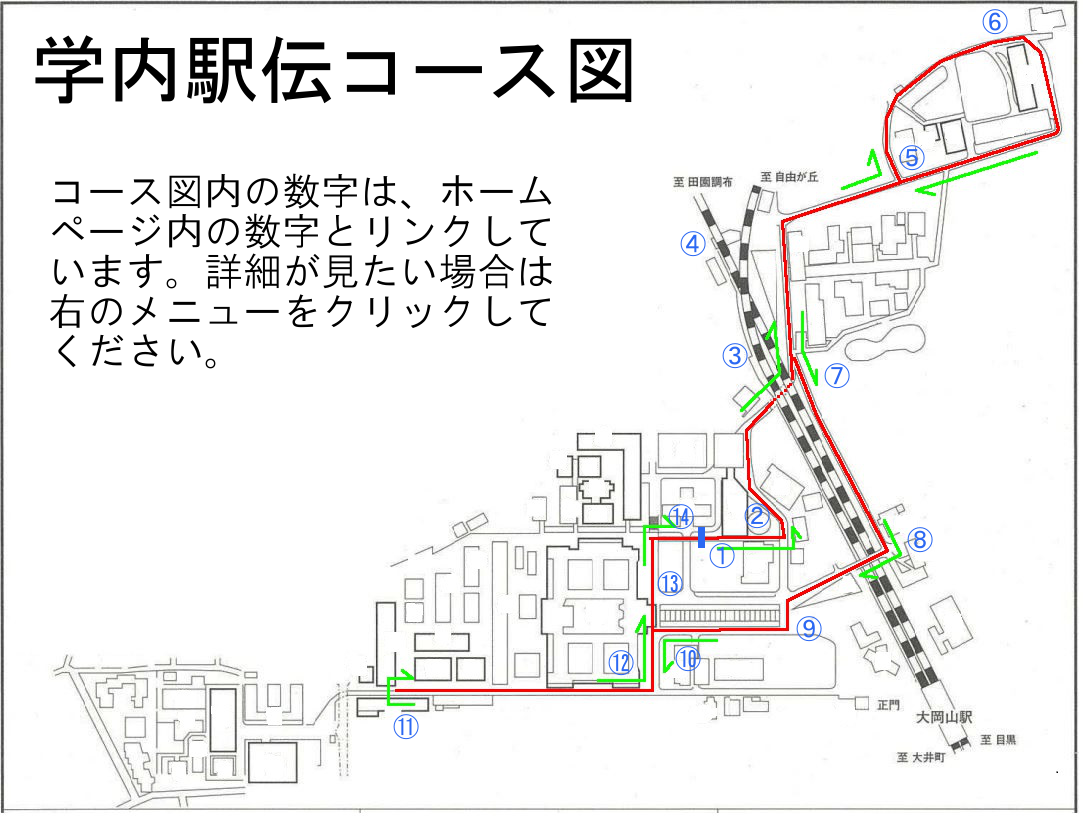 学内駅伝コース図
コース図内の数字は、ホーム
ページ内の数字とリンクして
います。詳細が見たい場合は
右のメニューをクリックして
ください。
⑥
⑤
至 田園調布
至 自由が丘
④
③
⑦
⑭
②
①
⑧
⑬
⑨
⑫
⑩
⑪
正門
大岡山駅
至 目黒
至 大井町